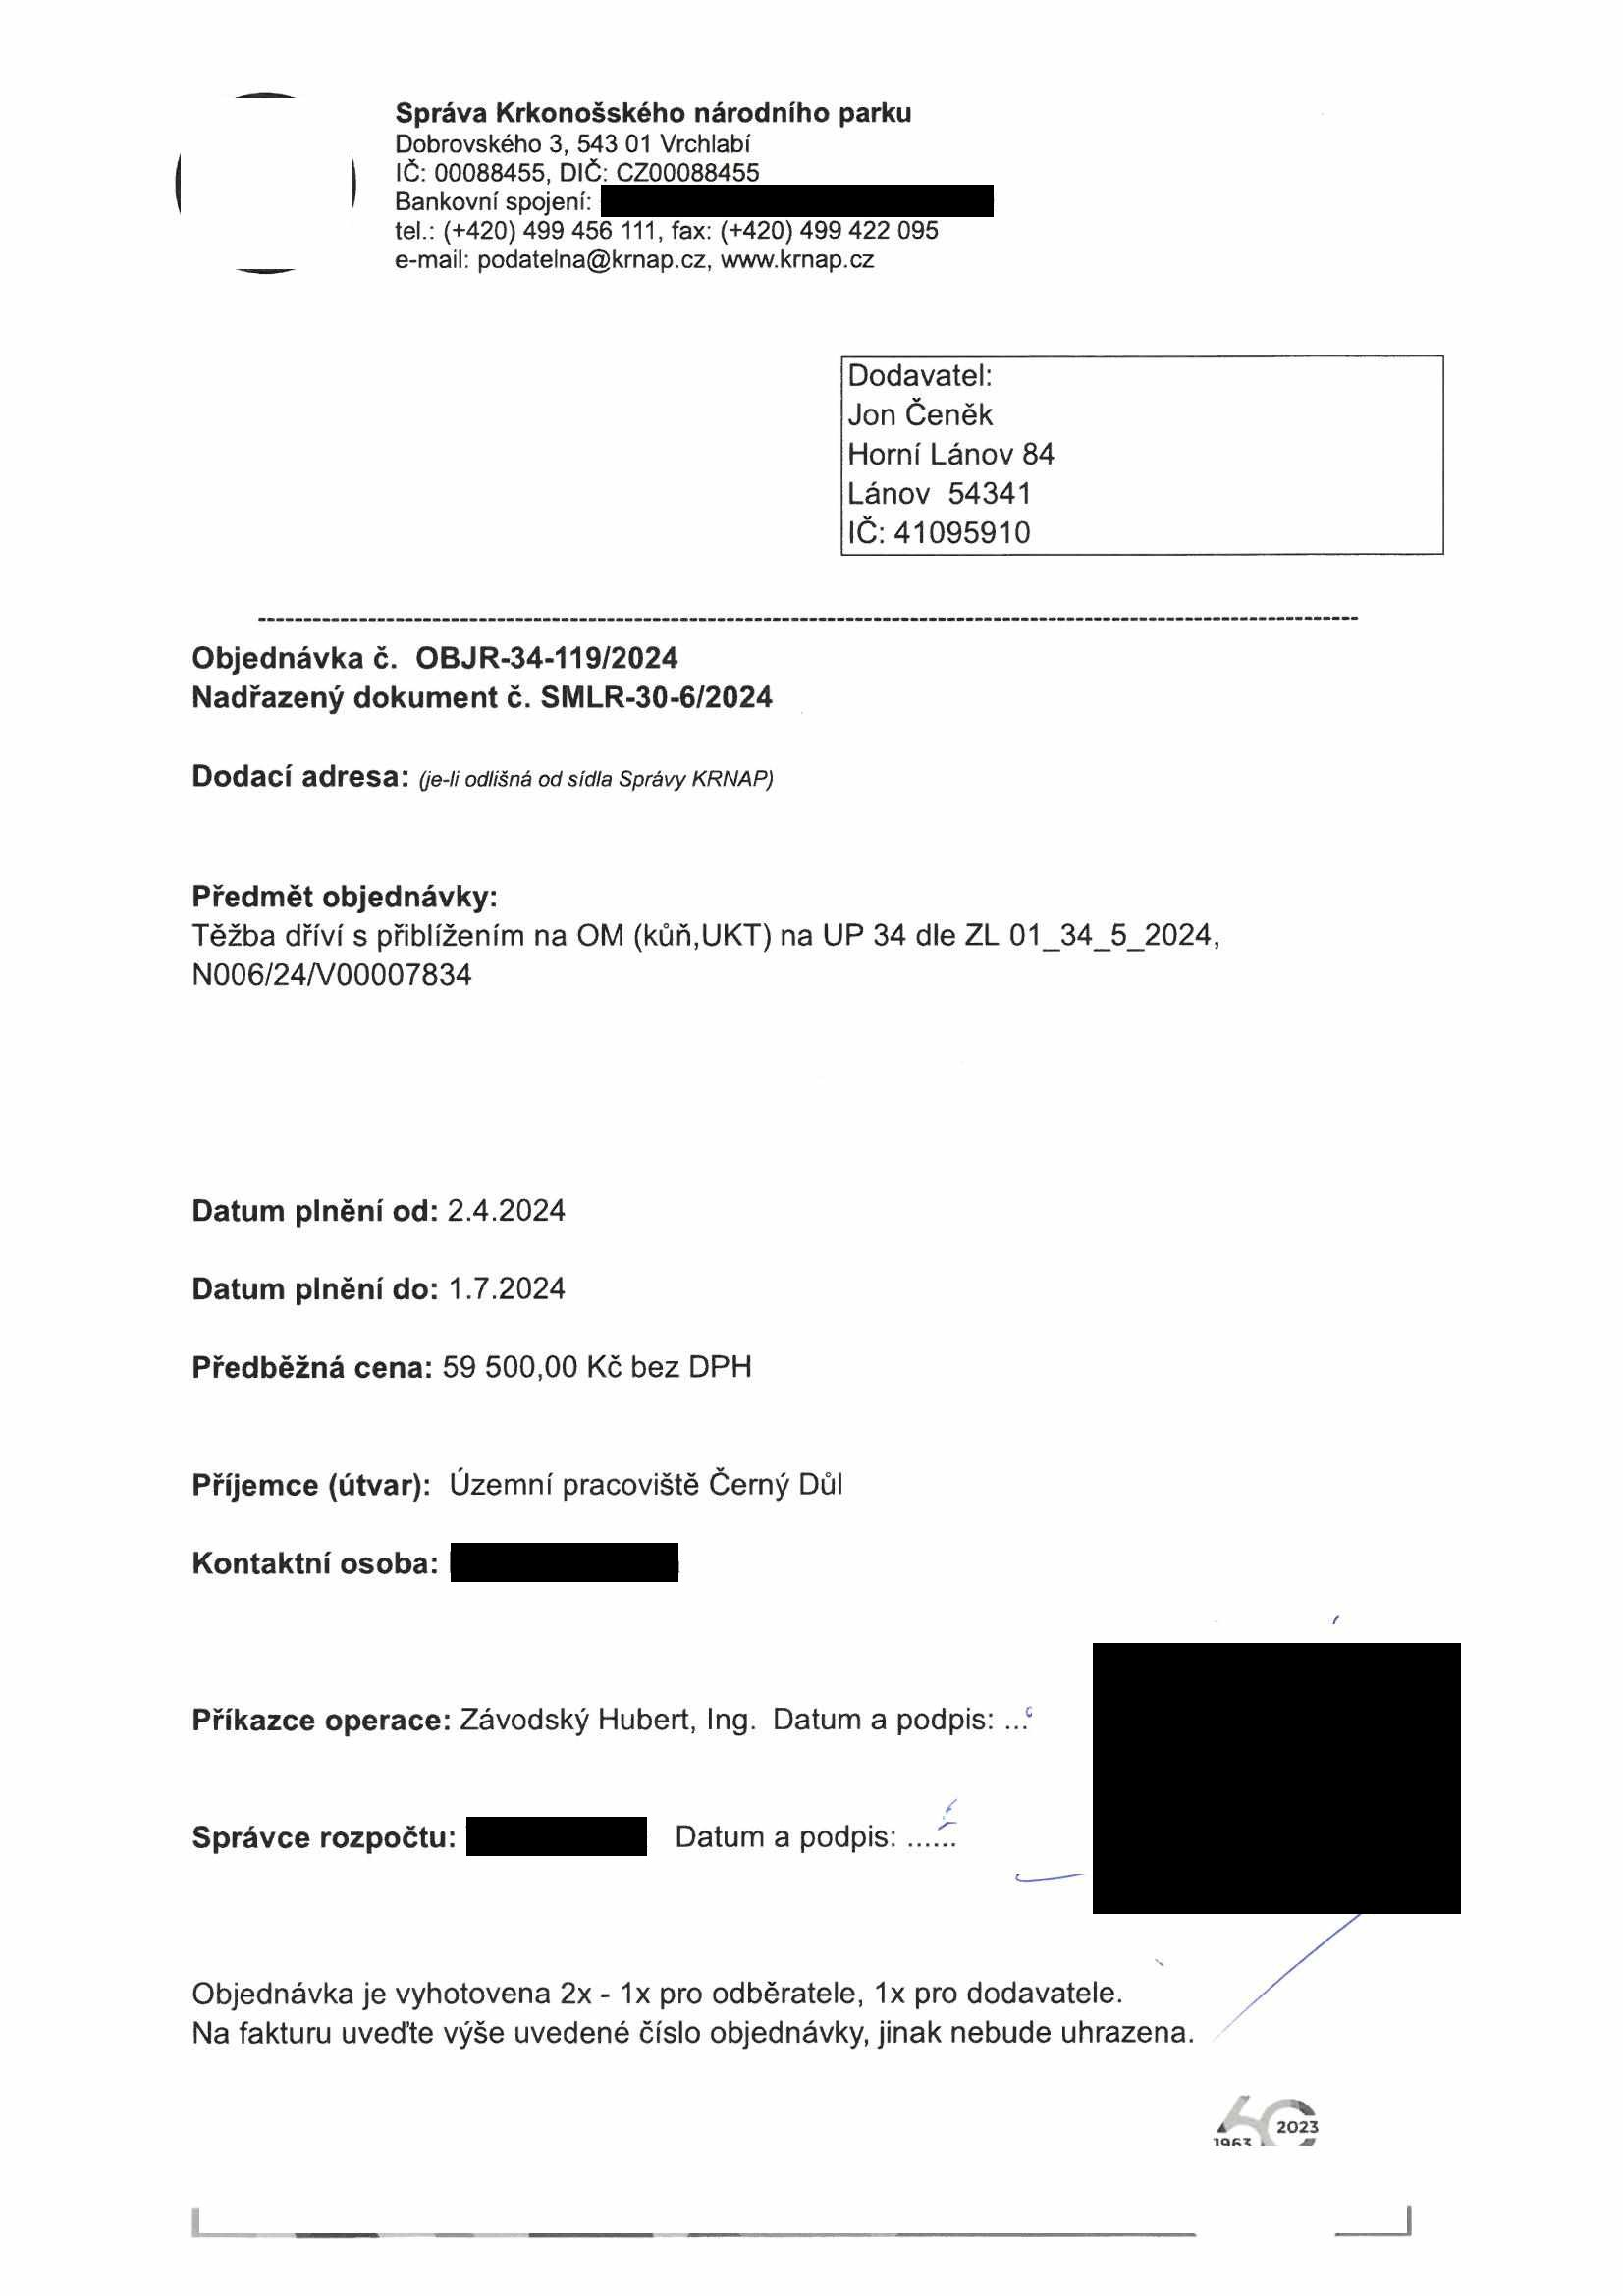 Správa Krkonošského národního parku
Dobrovského 3, 543 01 Vrchlabí
IČ: 00088455, DIČ: CZ00088455
Bankovní spojení:
tel.: (+420) 499 456 111, fax: (+420) 499 422 095
e-mail: podatelna@krnap.cz, www.krnap.cz
Dodavatel:
Jon Čeněk
Horní Lánov 84
Lánov 54341
IČ: 41095910
Objednávka č. OBJR-34-119/2024
Nadřazený dokument č. SMLR-30-6/2024
Dodací adresa: (je-li odlišná od sídla Správy KRNAP)
Předmět objednávky:
Těžba dříví s přiblížením na OM (kůň,UKT) na UP 34 dle ZL 01_34_5_2024,
N006/24/V00007834
Datum plnění od: 2.4.2024
Datum plnění do: 1.7.2024
Předběžná cena: 59 500,00 Kč bez DPH
Příjemce (útvar): Územní pracoviště Černý Důl
Kontaktní osoba:
Příkazce operace: Závodský Hubert, Ing. Datum a podpis: ...
Správce rozpočtu: Datum a podpis: ......
Objednávka je vyhotovena 2x - 1x pro odběratele, 1x pro dodavatele.
Na fakturu uveďte výše uvedené číslo objednávky, jinak nebude uhrazena.
60
1963 2023